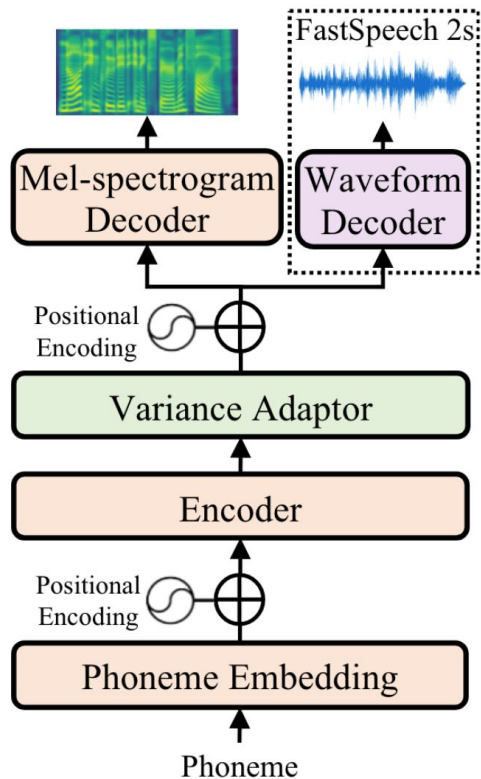 FastSpeech 2s
Mel-spectrogram
Decoder
Waveform
Decoder
Positional
Encoding
Variance Adaptor
Encoder
Positional
Encoding
Phoneme Embedding
Phoneme